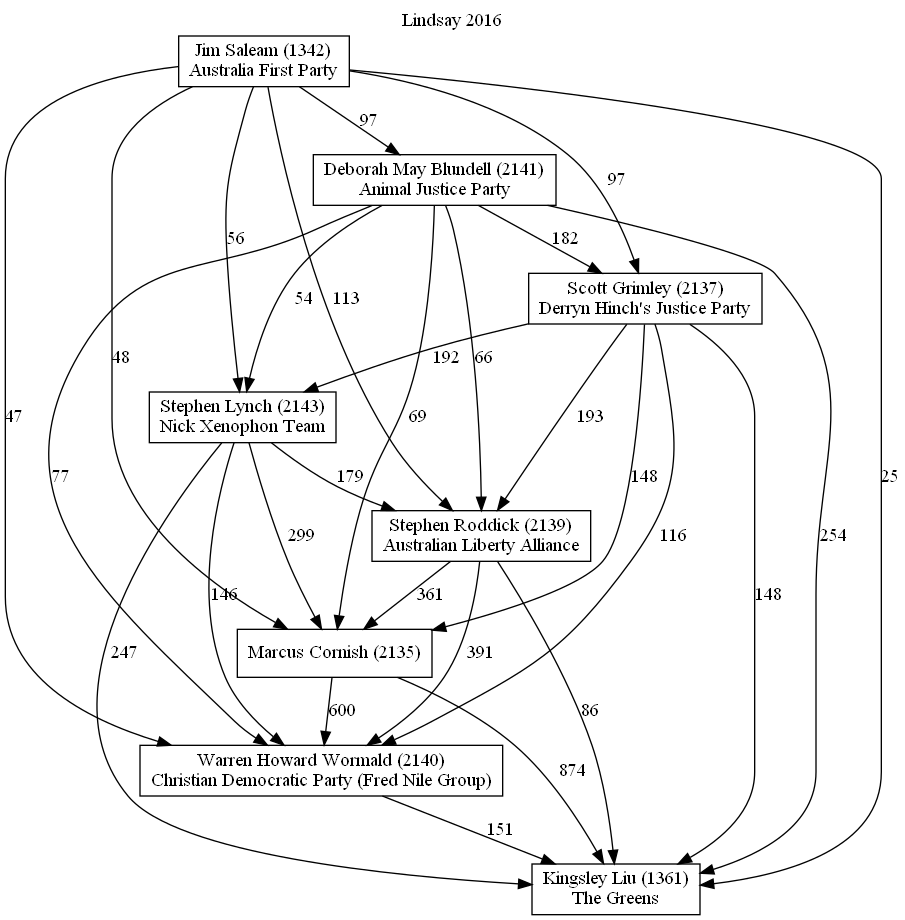 Lindsay 2016
Jim Saleam (1342)
Australia First Party
97
Deborah May Blundell (2141)
Animal Justice Party
97
56
182
Scott Grimley (2137)
Derryn Hinch's Justice Party
54
113
48
192
66
Stephen Lynch (2143)
Nick Xenophon Team
47
69
193
77
179
148
25
Stephen Roddick (2139)
Australian Liberty Alliance
299
116
254
146
361
148
Marcus Cornish (2135)
247
391
600
86
Warren Howard Wormald (2140)
Christian Democratic Party (Fred Nile Group)
874
151
Kingsley Liu (1361)
The Greens